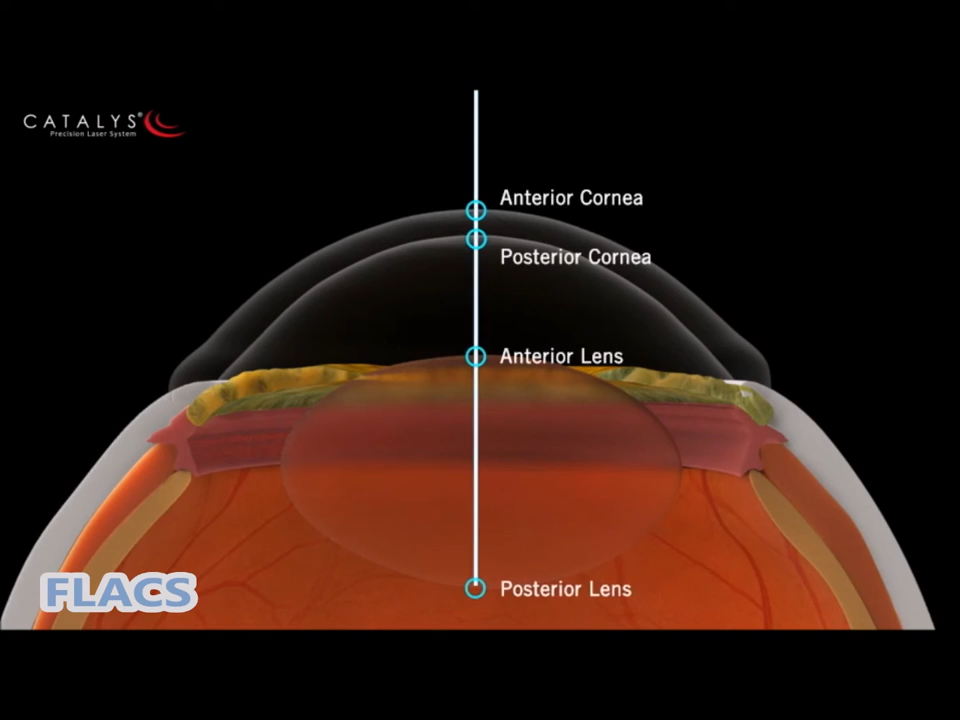 CATALYS®
Precision Laser System
Anterior Cornea
Posterior Cornea
Anterior Lens
Posterior Lens
FLACS